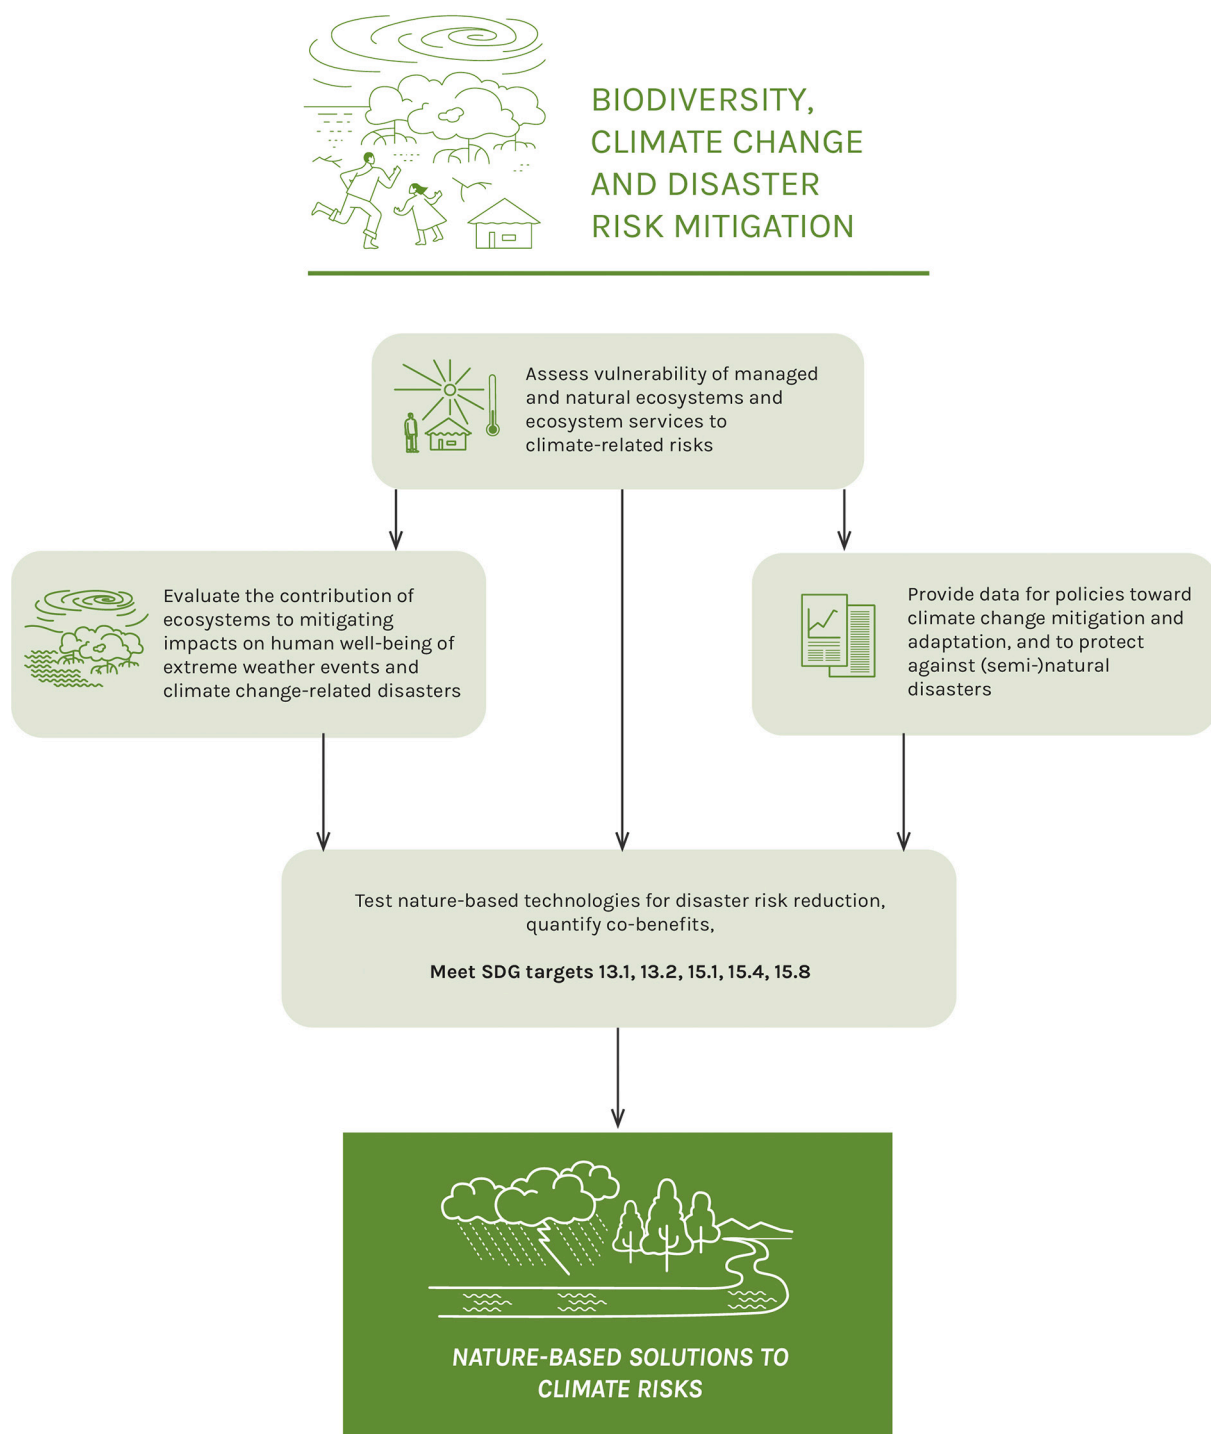 BIODIVERSITY,
CLIMATE CHANGE
AND DISASTER
RISK MITIGATION
Assess vulnerability of managed
and natural ecosystems and
ecosystem services to
climate-related risks
Evaluate the contribution of
ecosystems to mitigating
impacts on human well-being of
extreme weather events and
climate change-related disasters
Provide data for policies toward
climate change mitigation and
adaptation, and to protect
against (semi-)natural
disasters
Test nature-based technologies for disaster risk reduction,
quantify co-benefits,
Meet SDG targets 13.1, 13.2, 15.1, 15.4, 15.8
NATURE-BASED SOLUTIONS TO
CLIMATE RISKS